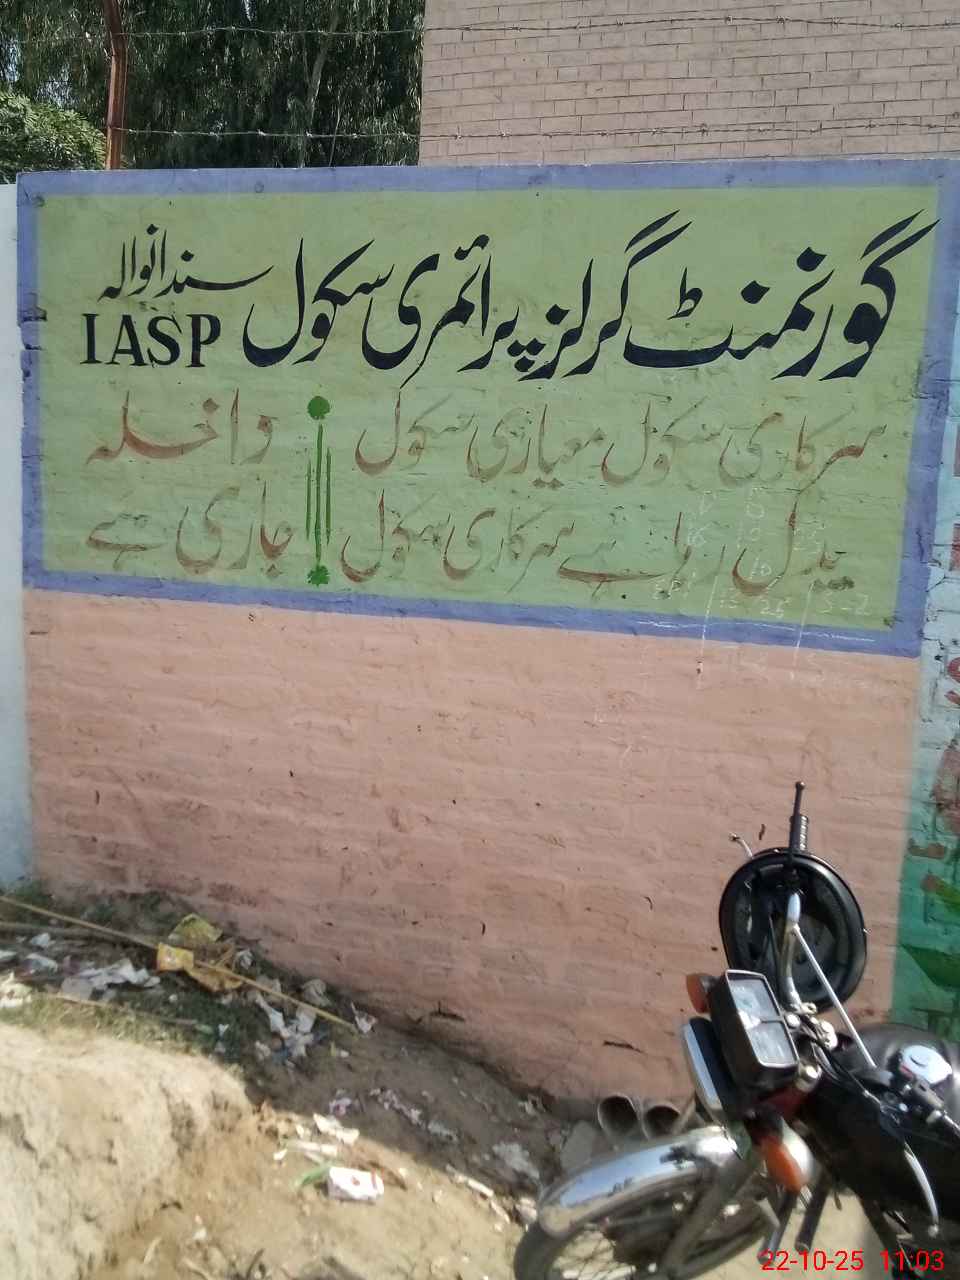 گورنمنٹ گرلز پرائمری سکول سندانوالہ
IASP
سرکاری سکول معیاری سکول
داخلہ
بدل رہا ہے سرکاری سکول
جاری ہے
22-10-25 11:03